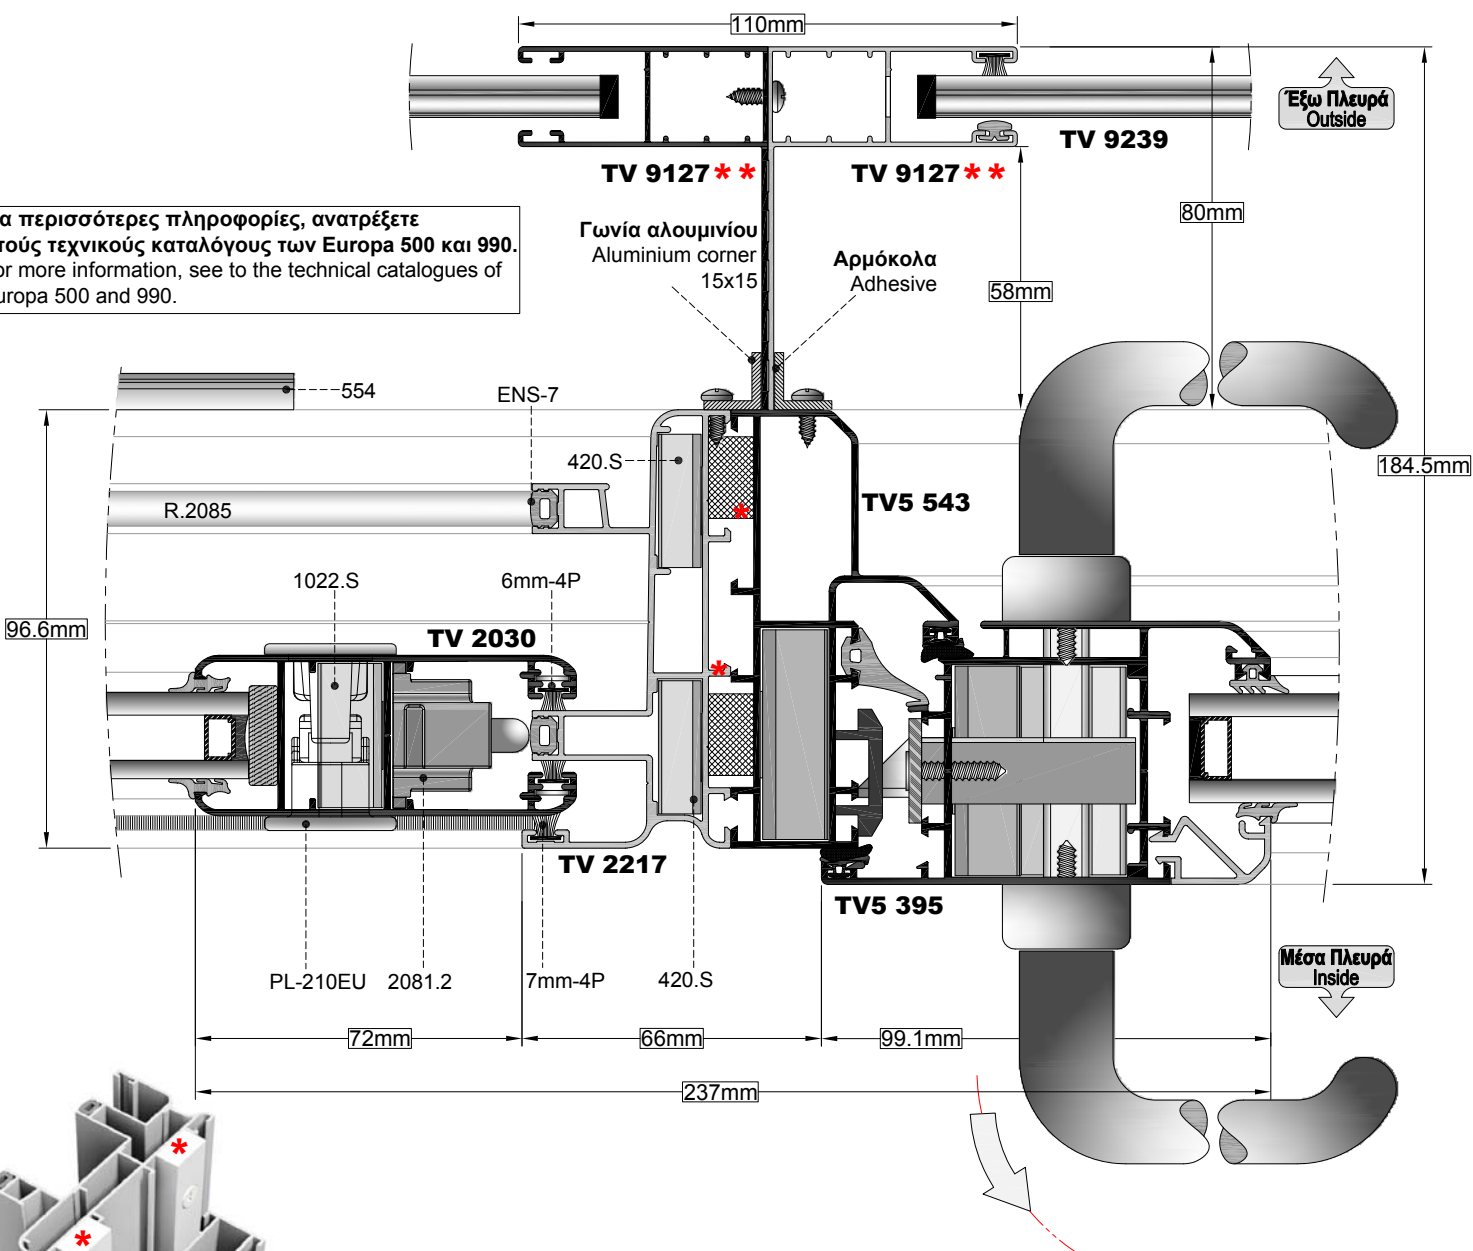 110mm
Έξω Πλευρά
Outside
TV 9239
TV 9127**
TV 9127**
80mm
περισσότερες πληροφορίες, ανατρέξετε
τεχνικούς καταλόγους των Europa 500 και 990.
more information, see to the technical catalogues of
500 and 990.
Γωνία αλουμινίου
Aluminium corner
15x15
Αρμόκολα
Adhesive
58mm
554
ENS-7
420.S
184.5mm
R.2085
*
TV5 543
1022.S
6mm-4P
96.6mm
TV 2030
*
TV 2217
TV5 395
PL-210EU
2081.2
7mm-4P
420.S
Μέσα Πλευρά
Inside
72mm
66mm
99.1mm
237mm
*
*